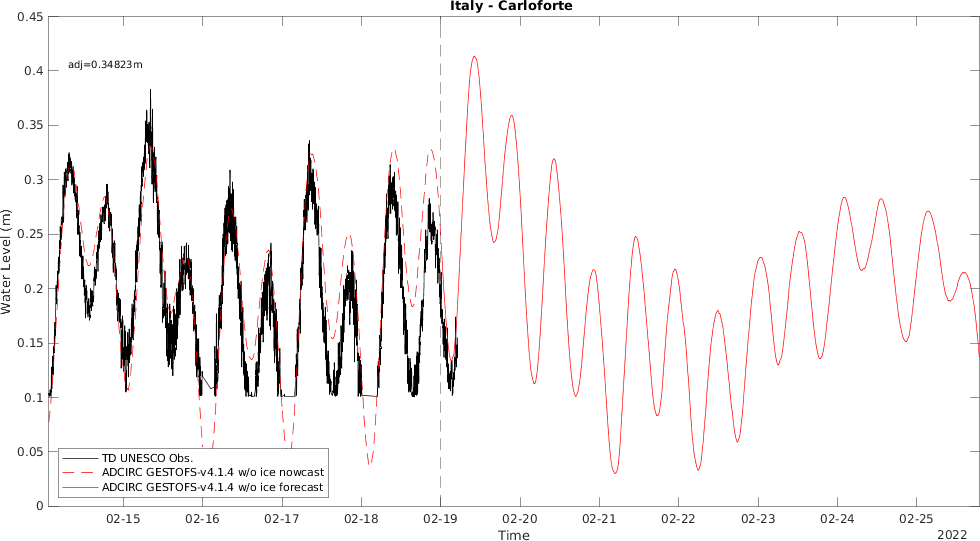 Italy - Carloforte
0.45
0.4
0.35
0.3
0.25
0.2
0.15
0.1
0.05
0
Water Level (m)
adj=0.34823m
TD UNESCO Obs.
ADCIRC GESTOFS-v4.1.4 w/o ice nowcast
ADCIRC GESTOFS-v4.1.4 w/o ice forecast
02-15 02-16 02-17 02-18 02-19 02-20 02-21 02-22 02-23 02-24 02-25
Time
2022